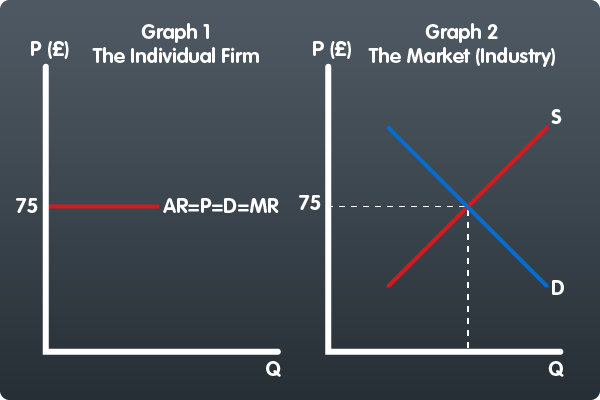 Graph 1
The Individual Firm
P (£)
75
AR=P=D=MR
Q
Graph 2
The Market (Industry)
P (£)
75
S
D
Q